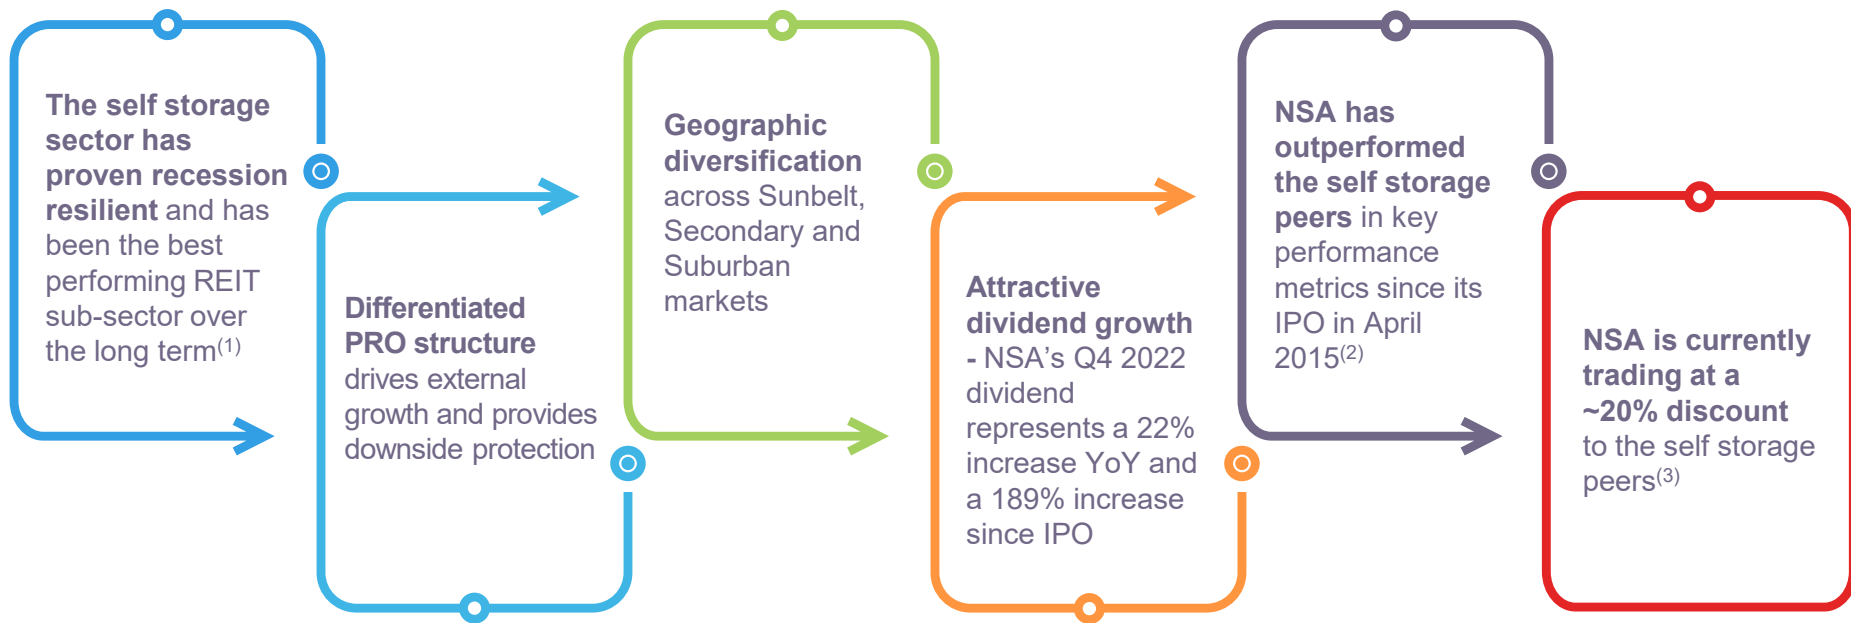 The self storage
sector has
proven recession
resilient and has
been the best
performing REIT
sub-sector over
the long term(1)
Differentiated
PRO structure
drives external
growth and provides
downside protection
Geographic
diversification
across Sunbelt,
Secondary and
Suburban
markets
Attractive
dividend growth
- NSA’s Q4 2022
dividend
represents a 22%
increase YoY and
a 189% increase
since IPO
NSA has
outperformed
the self storage
peers in key
performance
metrics since its
IPO in April
2015(2)
NSA is currently
trading at a
~20% discount
to the self storage
peers(3)